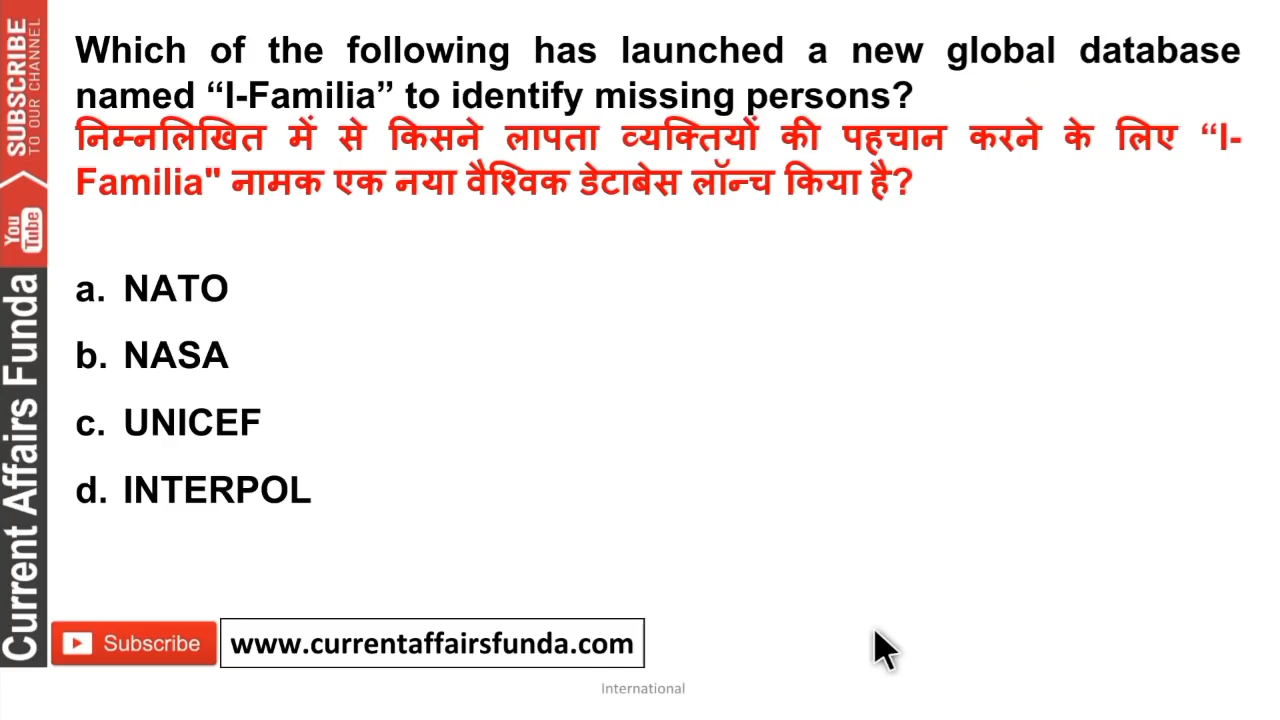 Which of the following has launched a new global database
named “I-Familia” to identify missing persons?
निम्नलिखित में से किसने लापता व्यक्तियों की पहचान करने के लिए “I-
Familia" नामक एक नया वैश्विक डेटाबेस लॉन्च किया है?
a. NATO
b. NASA
c. UNICEF
d. INTERPOL
SUBSCRIBE
TO OUR CHANNEL
You
Tube
Current Affairs Funda
Subscribe
www.currentaffairsfunda.com
International